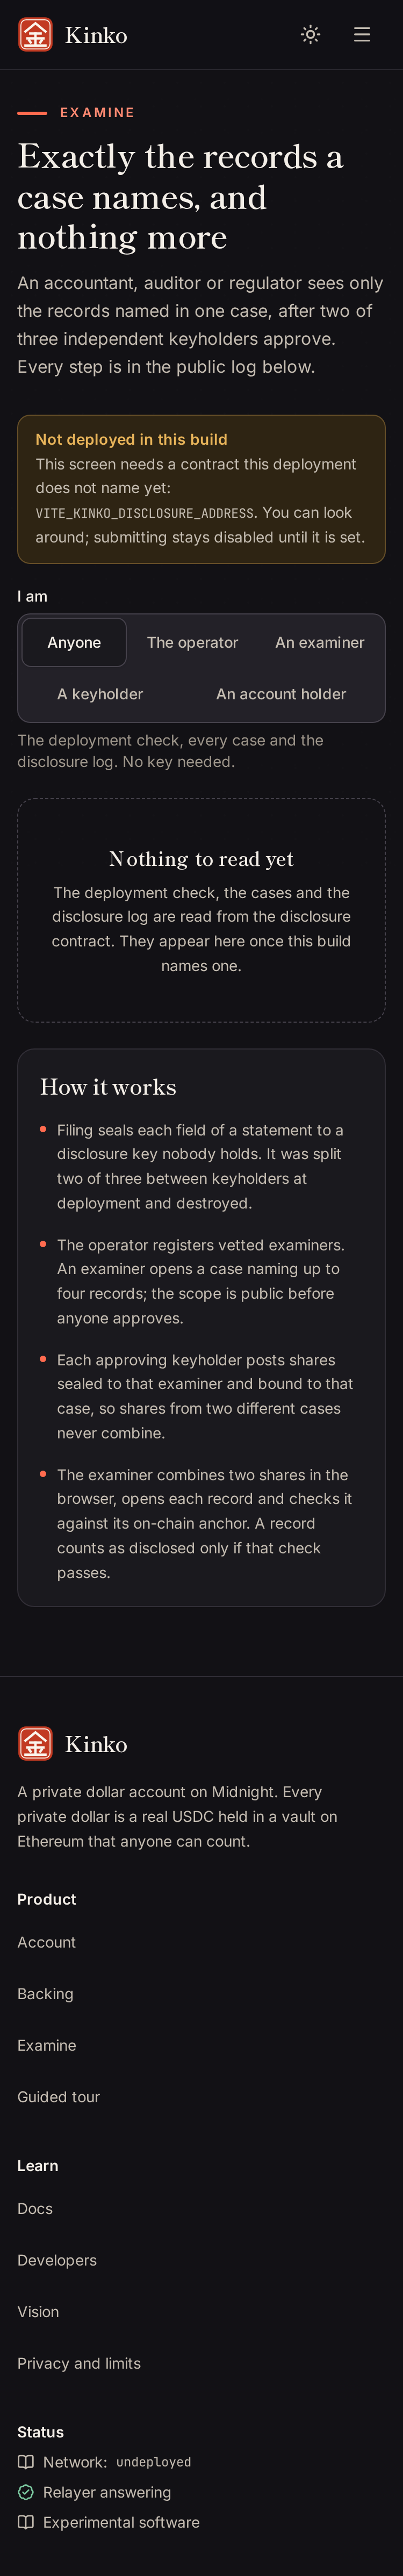 金 Kinko
EXAMINE
Exactly the records a
case names, and
nothing more
An accountant, auditor or regulator sees only
the records named in one case, after two of
three independent keyholders approve.
Every step is in the public log below.
Not deployed in this build
This screen needs a contract this deployment
does not name yet:
VITE_KINKO_DISCLOSURE_ADDRESS. You can look
around; submitting stays disabled until it is set.
I am
Anyone The operator An examiner
A keyholder An account holder
The deployment check, every case and the
disclosure log. No key needed.
Nothing to read yet
The deployment check, the cases and the
disclosure log are read from the disclosure
contract. They appear here once this build
names one.
How it works
Filing seals each field of a statement to a
disclosure key nobody holds. It was split
two of three between keyholders at
deployment and destroyed.
The operator registers vetted examiners.
An examiner opens a case naming up to
four records; the scope is public before
anyone approves.
Each approving keyholder posts shares
sealed to that examiner and bound to that
case, so shares from two different cases
never combine.
The examiner combines two shares in the
browser, opens each record and checks it
against its on-chain anchor. A record
counts as disclosed only if that check
passes.
金 Kinko
A private dollar account on Midnight. Every
private dollar is a real USDC held in a vault on
Ethereum that anyone can count.
Product
Account
Backing
Examine
Guided tour
Learn
Docs
Developers
Vision
Privacy and limits
Status
Network: undeployed
Relayer answering
Experimental software